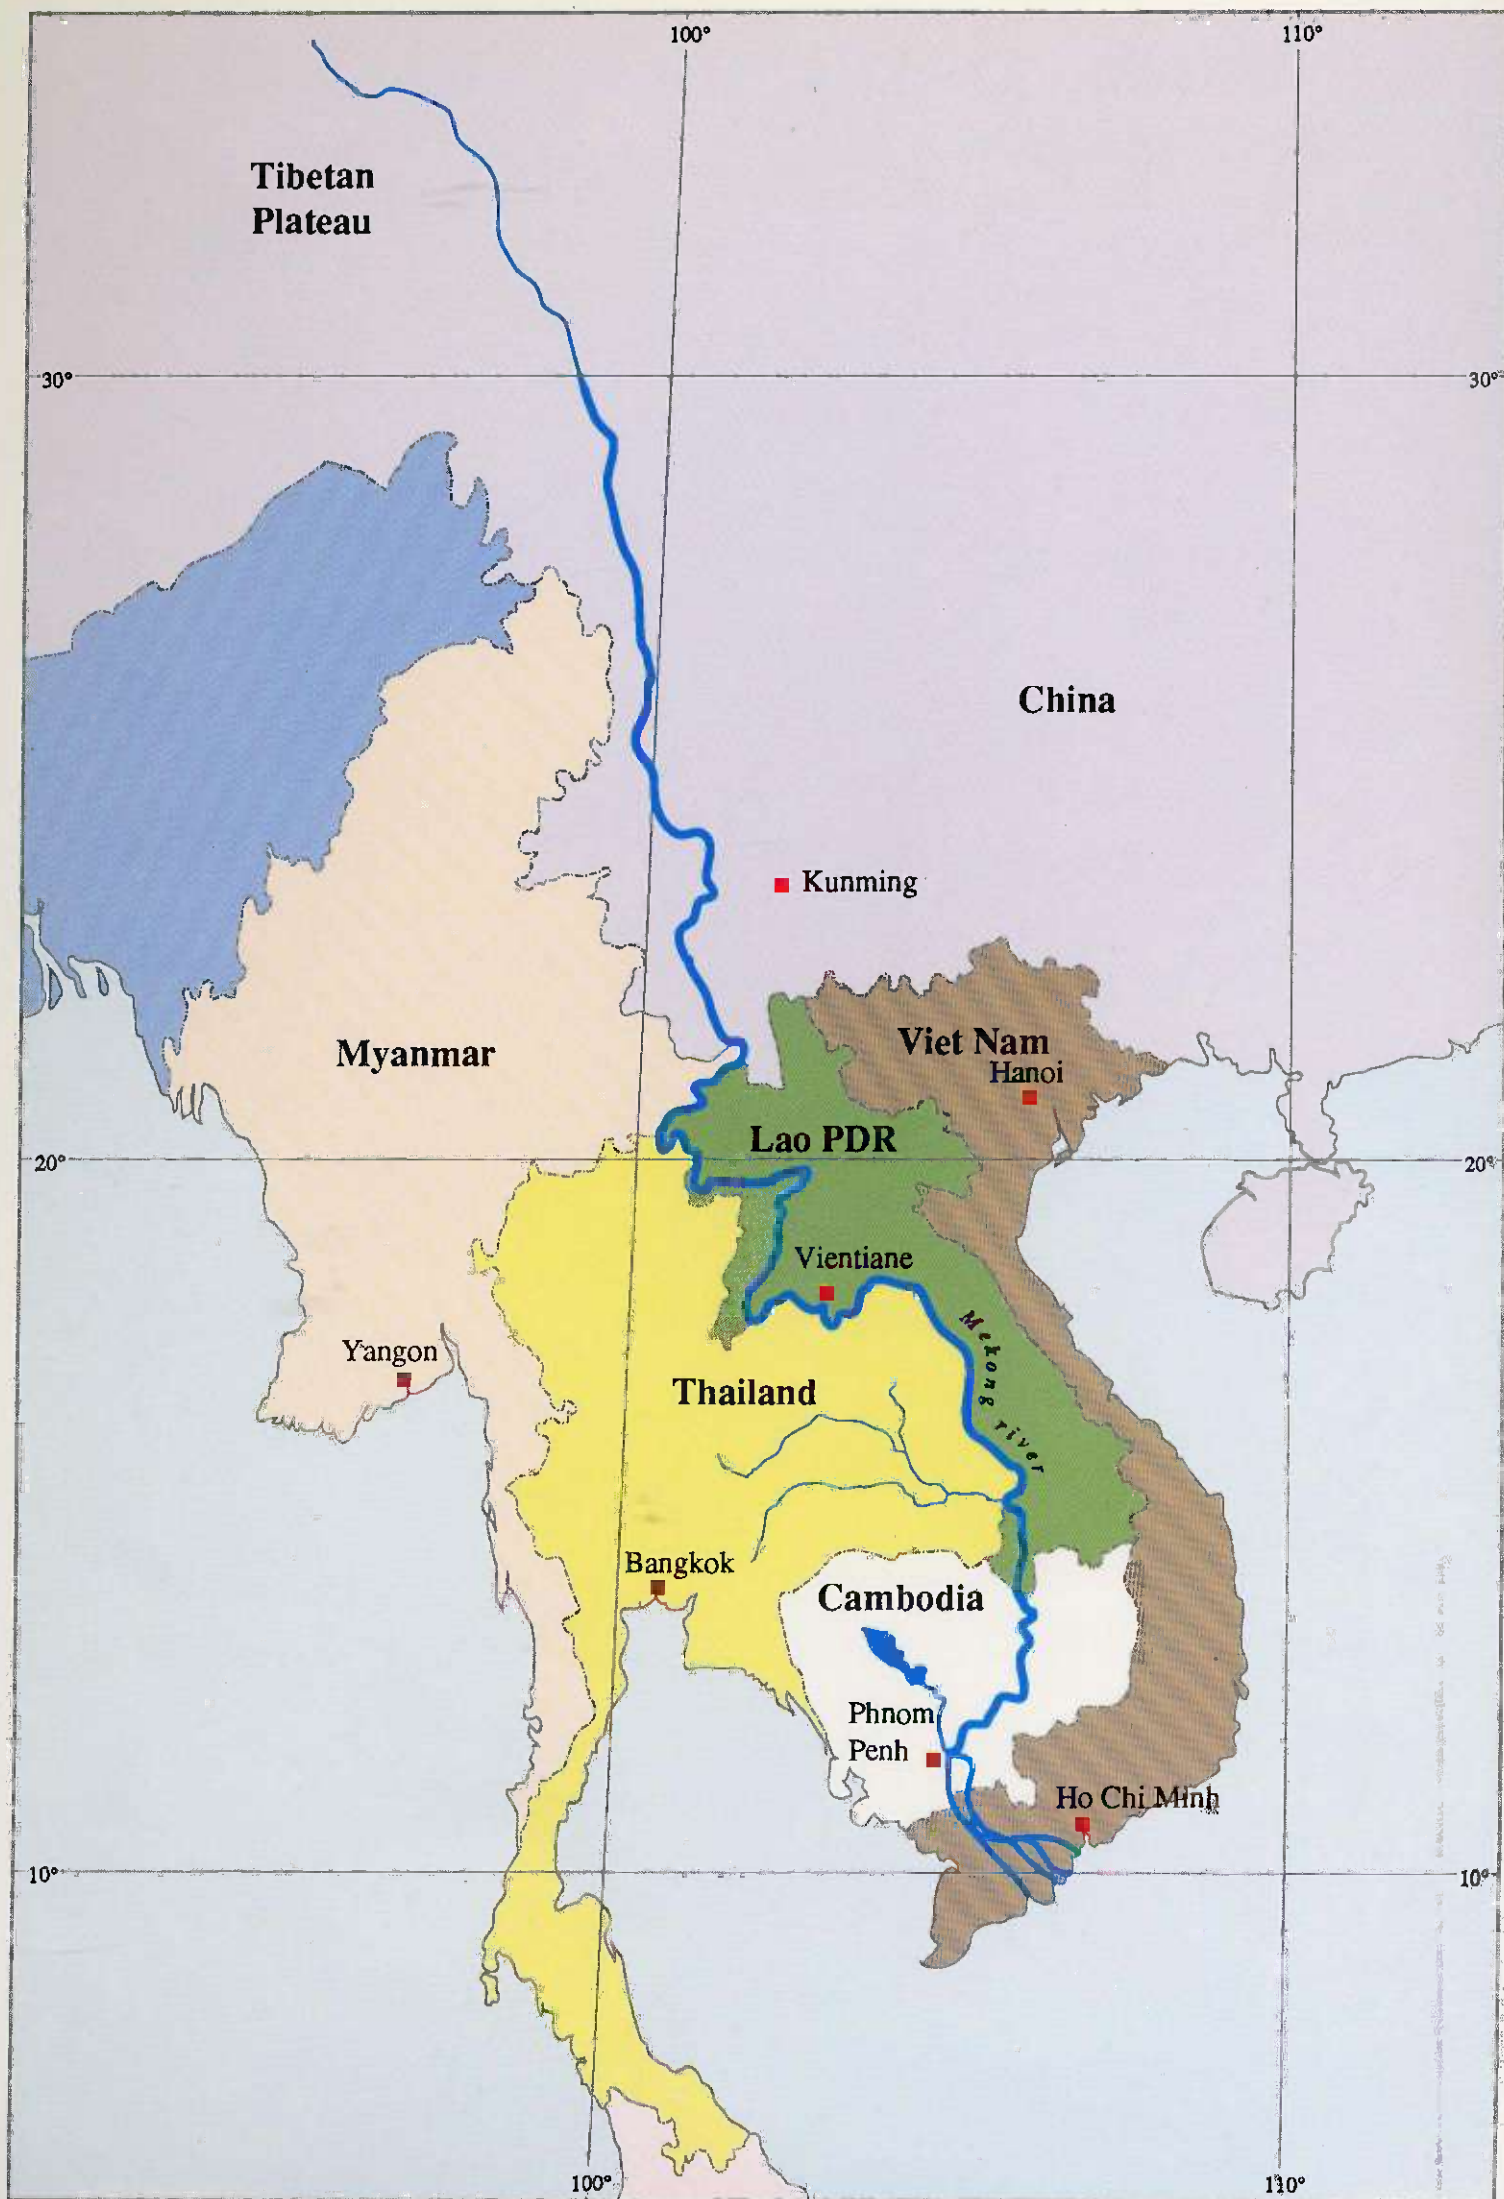 100°
110°
Tibetan
Plateau
30°
30°
China
Kunming
Myanmar
Viet Nam
Hanoi
Lao PDR
20°
20°
Vientiane
Mekong river
Yangon
Thailand
Bangkok
Cambodia
Phnom
Penh
Ho Chi Minh
10°
10°
100°
110°